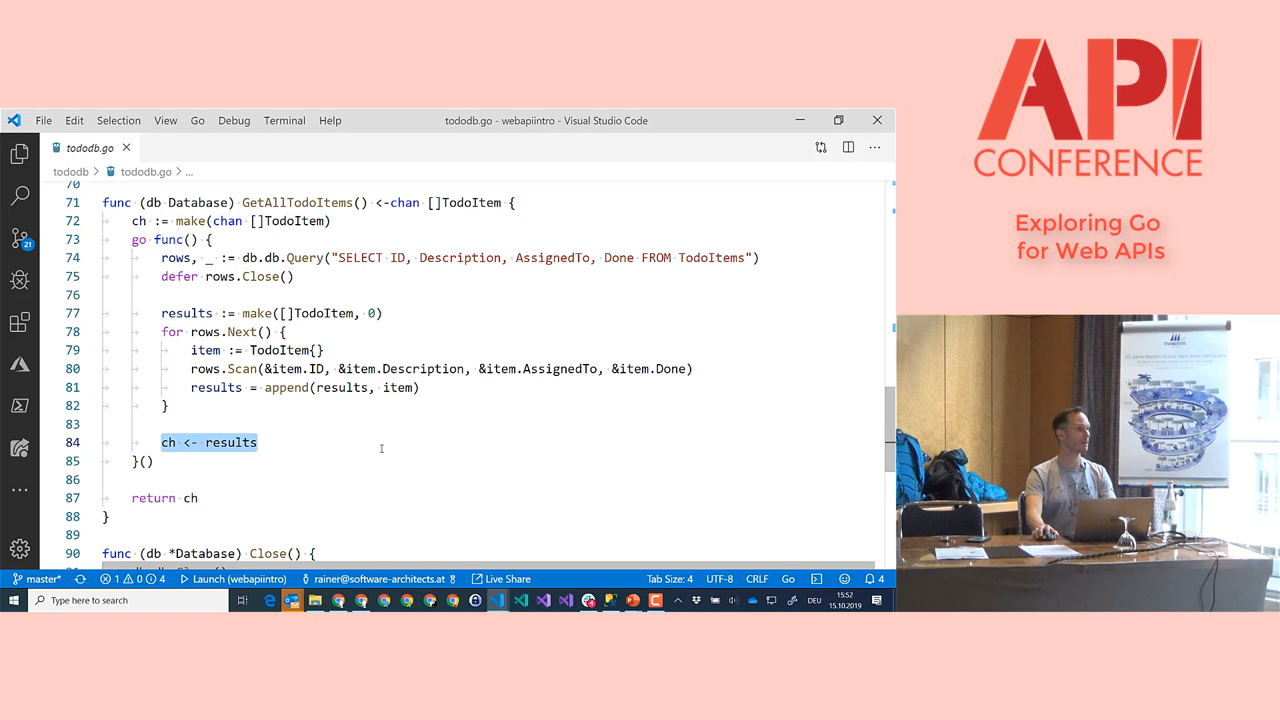 File Edit Selection View Go Debug Terminal Help
tododb.go - webapiintro - Visual Studio Code
tododb.go
tododb > tododb.go > ...
70
71 func (db Database) GetAllTodoItems() <-chan []TodoItem {
72 ch := make(chan []TodoItem)
73 go func() {
74 rows, _ := db.db.Query("SELECT ID, Description, AssignedTo, Done FROM TodoItems")
75 defer rows.Close()
76
77 results := make([]TodoItem, 0)
78 for rows.Next() {
79 item := TodoItem{}
80 rows.Scan(&item.ID, &item.Description, &item.AssignedTo, &item.Done)
81 results = append(results, item)
82 }
83
84 ch <- results
85 }()
86
87 return ch
88 }
89
90 func (db *Database) Close() {
21
master* 1 0 4 Launch (webapiintro) rainer@software-architects.at Live Share Tab Size: 4 UTF-8 CRLF Go 4
Type here to search
DEU
15:52
15.10.2019
API
CONFERENCE
Exploring Go
for Web APIs